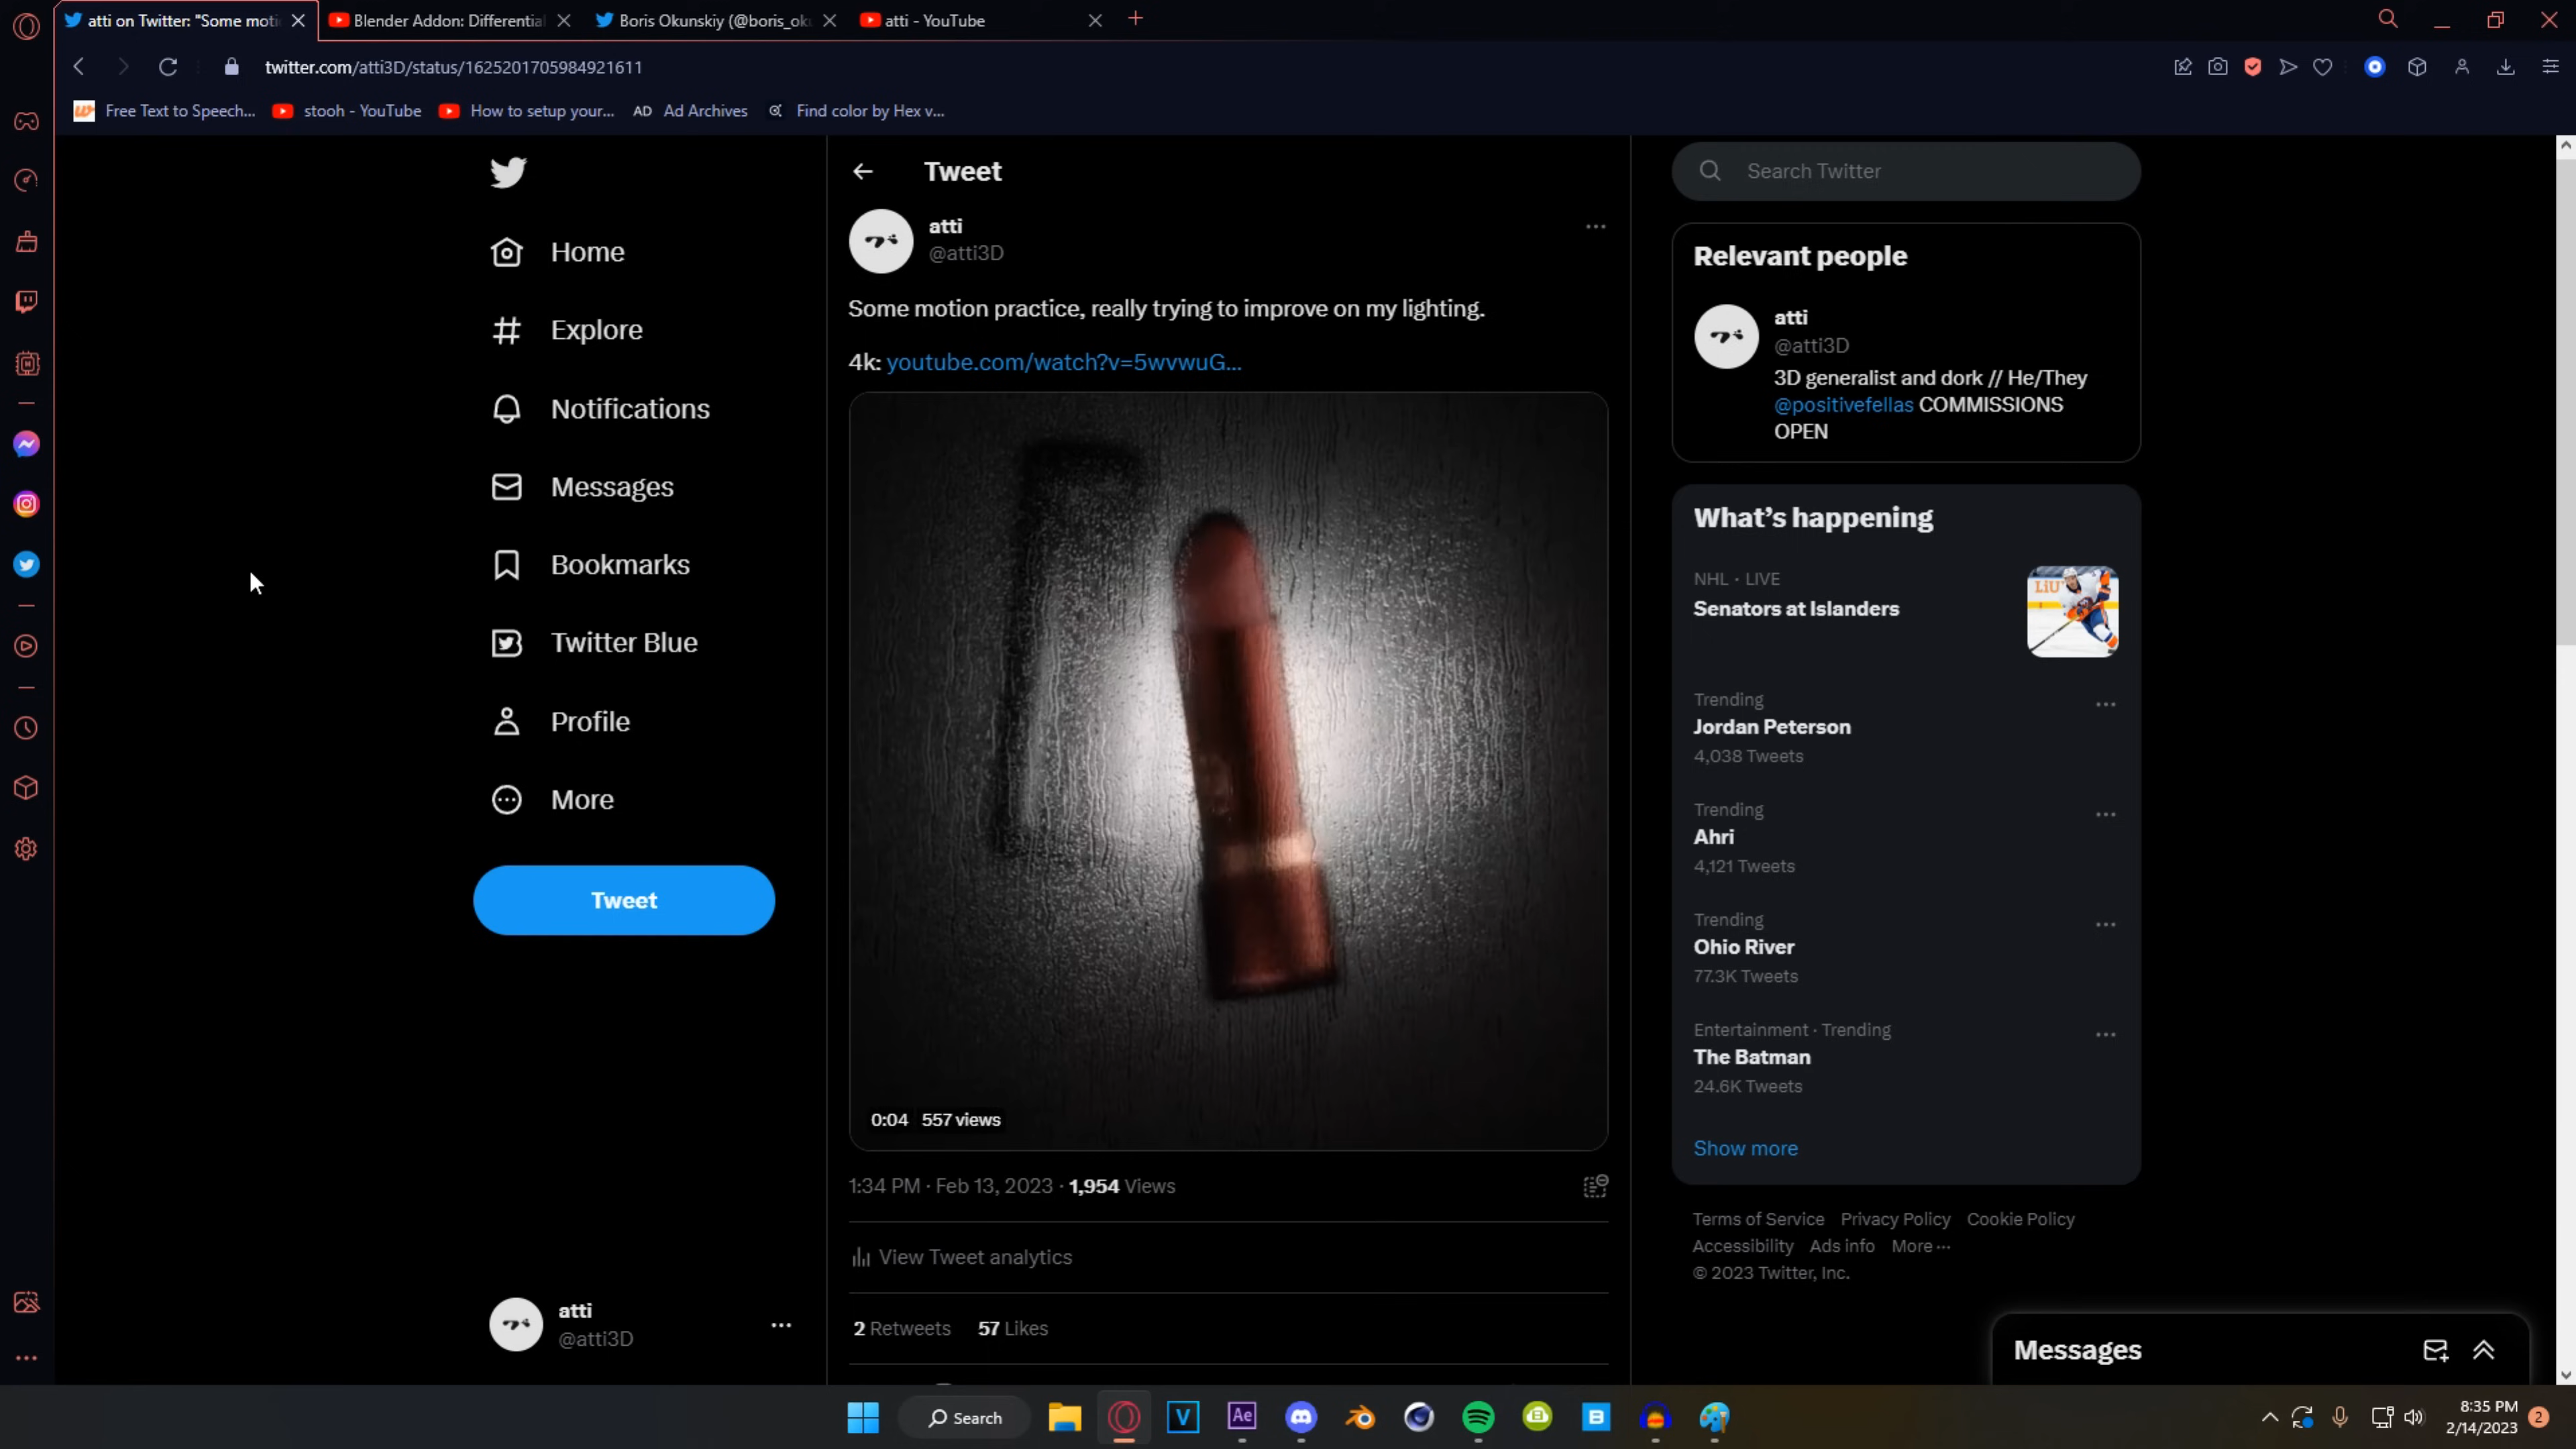 atti on Twitter: "Some moti
Blender Addon: Differential
Boris Okunskiy (@boris_ok
atti - YouTube
twitter.com/atti3D/status/1625201705984921611
Free Text to Speech...
stooh - YouTube
How to setup your...
AD Ad Archives
Find color by Hex v...
Home
Explore
Notifications
Messages
Bookmarks
Twitter Blue
Profile
More
Tweet
atti
@atti3D
Tweet
atti
@atti3D
Some motion practice, really trying to improve on my lighting.
4k: youtube.com/watch?v=5wvwuG...
0:04 557 views
1:34 PM · Feb 13, 2023 · 1,954 Views
View Tweet analytics
2 Retweets 57 Likes
Search Twitter
Relevant people
atti
@atti3D
3D generalist and dork // He/They
@positivefellas COMMISSIONS
OPEN
What's happening
NHL · LIVE
Senators at Islanders
LiU
Trending
Jordan Peterson
4,038 Tweets
Trending
Ahri
4,121 Tweets
Trending
Ohio River
77.3K Tweets
Entertainment · Trending
The Batman
24.6K Tweets
Show more
Terms of Service Privacy Policy Cookie Policy
Accessibility Ads info More ...
© 2023 Twitter, Inc.
Messages
Search
V
Ae
B
8:35 PM
2/14/2023
2